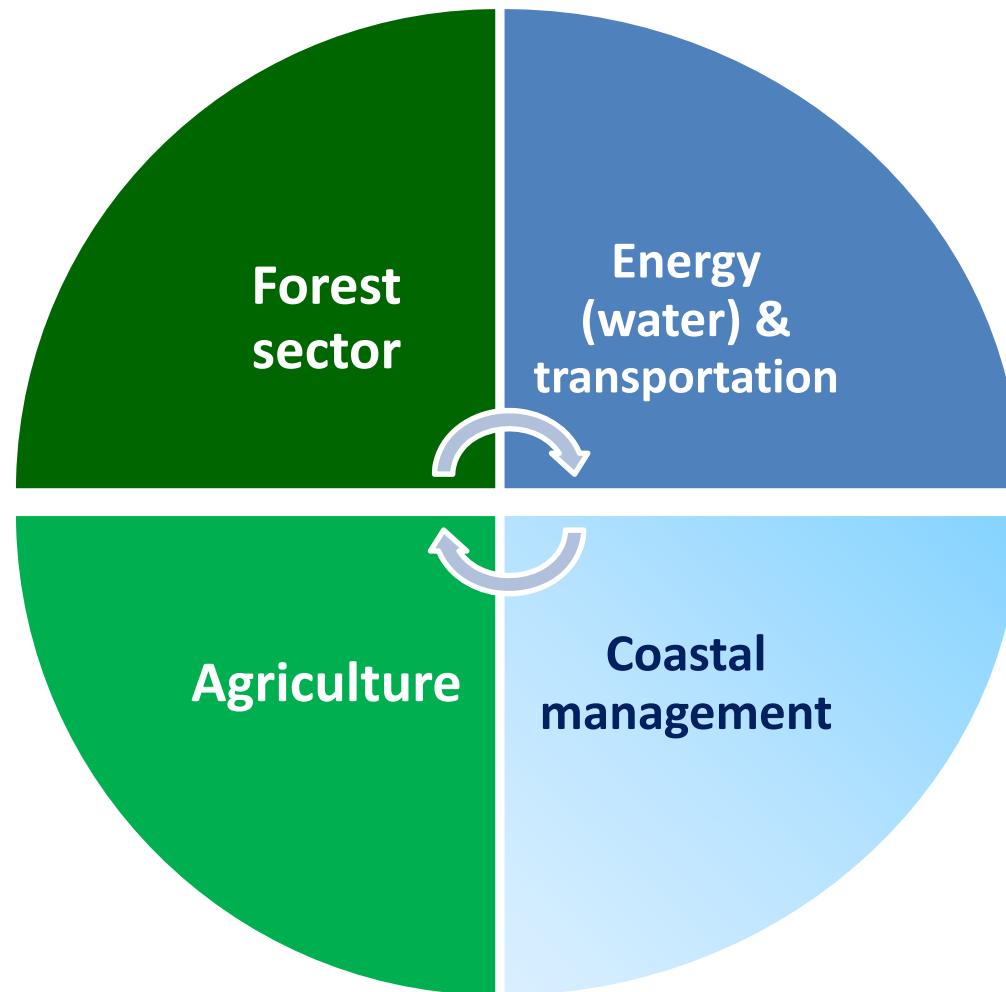 Forest
sector
Energy
(water) &
transportation
Agriculture
Coastal
management